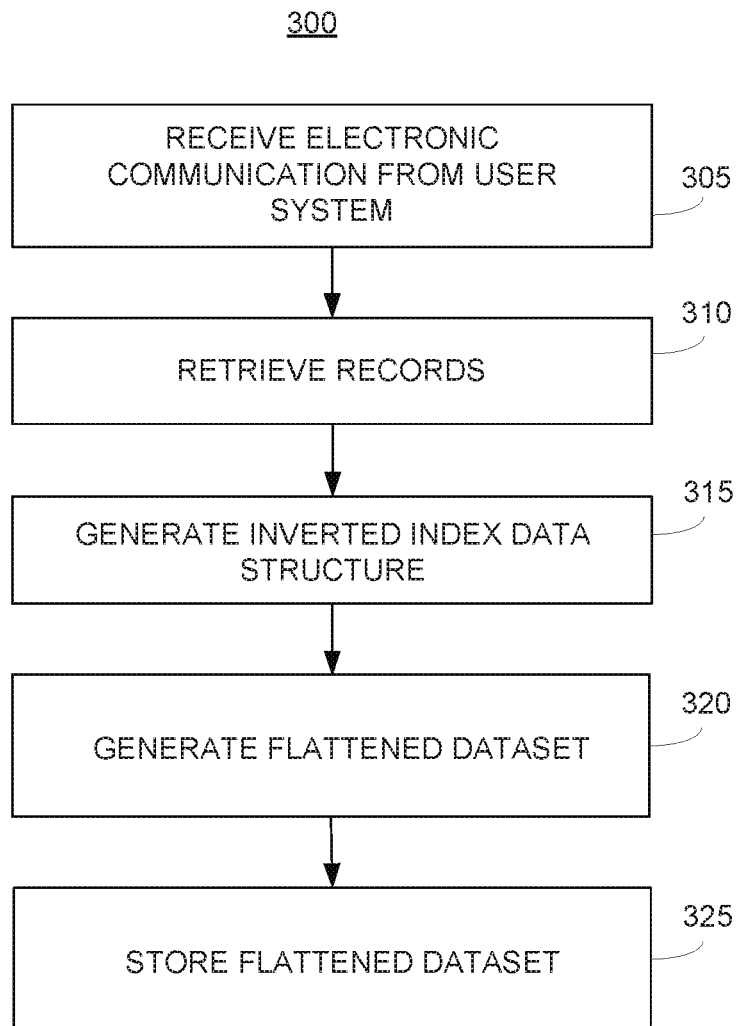 300
RECEIVE ELECTRONIC
COMMUNICATION FROM USER
SYSTEM
305
310
RETRIEVE RECORDS
315
GENERATE INVERTED INDEX DATA
STRUCTURE
320
GENERATE FLATTENED DATASET
325
STORE FLATTENED DATASET